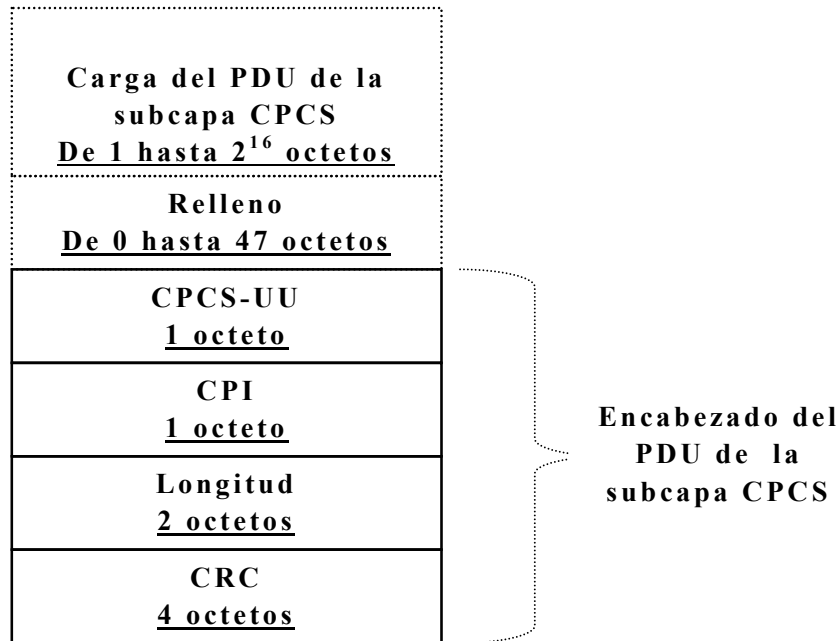 Carga del PDU de la
subcapa CPCS
De 1 hasta 2¹⁶ octetos
Relleno
De 0 hasta 47 octetos
CPCS-UU
1 octeto
CPI
1 octeto
Longitud
2 octetos
CRC
4 octetos
Encabezado del
PDU de la
subcapa CPCS